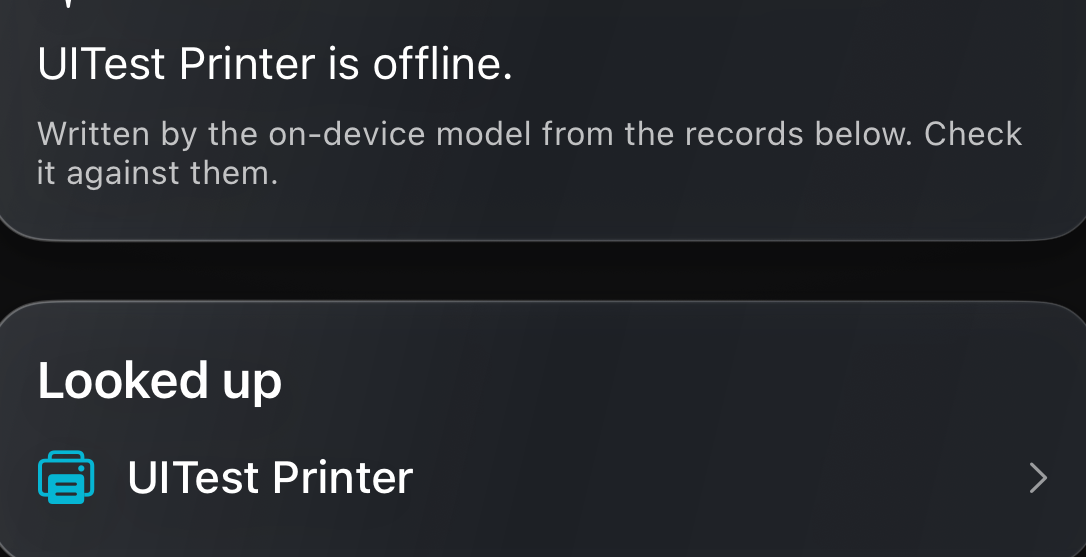 UITest Printer is offline.
Written by the on-device model from the records below. Check
it against them.
Looked up
UITest Printer